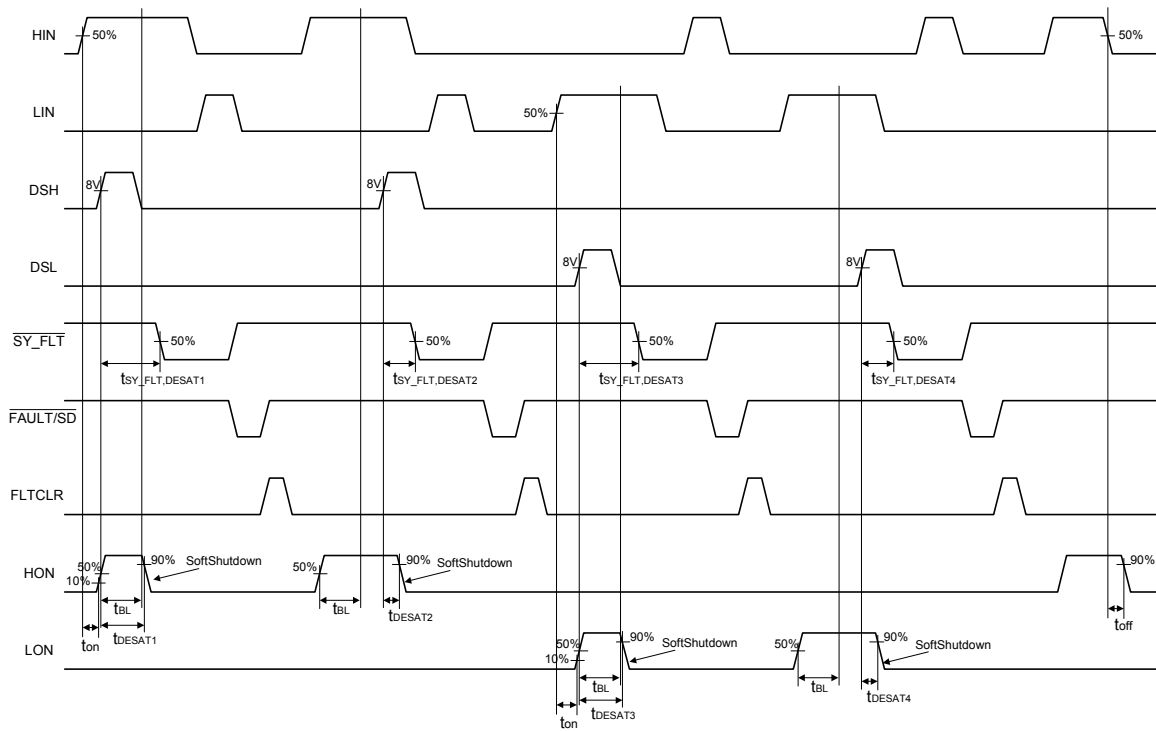 HIN
50%
50%
LIN
50%
DSH
8V
8V
DSL
8V
8V
SY_FLT
50%
50%
50%
50%
tSY_FLT,DESAT1
tSY_FLT,DESAT2
tSY_FLT,DESAT3
tSY_FLT,DESAT4
FAULT/SD
FLTCLR
HON
50%
10%
90%
SoftShutdown
50%
90%
SoftShutdown
90%
tBL
tBL
ton
tDESAT1
tDESAT2
toff
LON
50%
10%
90%
SoftShutdown
50%
90%
SoftShutdown
tBL
tBL
ton
tDESAT3
tDESAT4